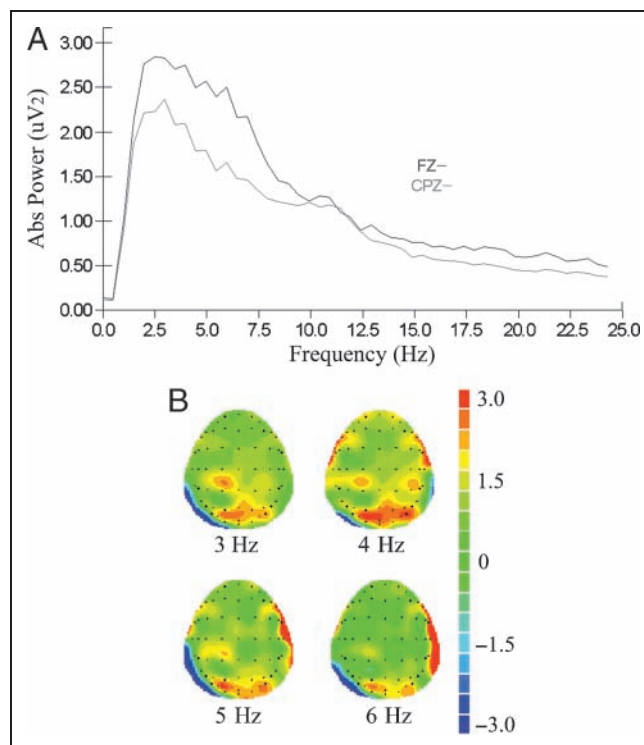 A
Abs Power (uV2)
3.00
2.50
2.00
1.50
1.00
0.50
0.00
FZ–
CPZ–
0.0 2.5 5.0 7.5 10.0 12.5 15.0 17.5 20.0 22.5 25.0
Frequency (Hz)
B
3 Hz 4 Hz
5 Hz 6 Hz
3.0
1.5
0
–1.5
–3.0